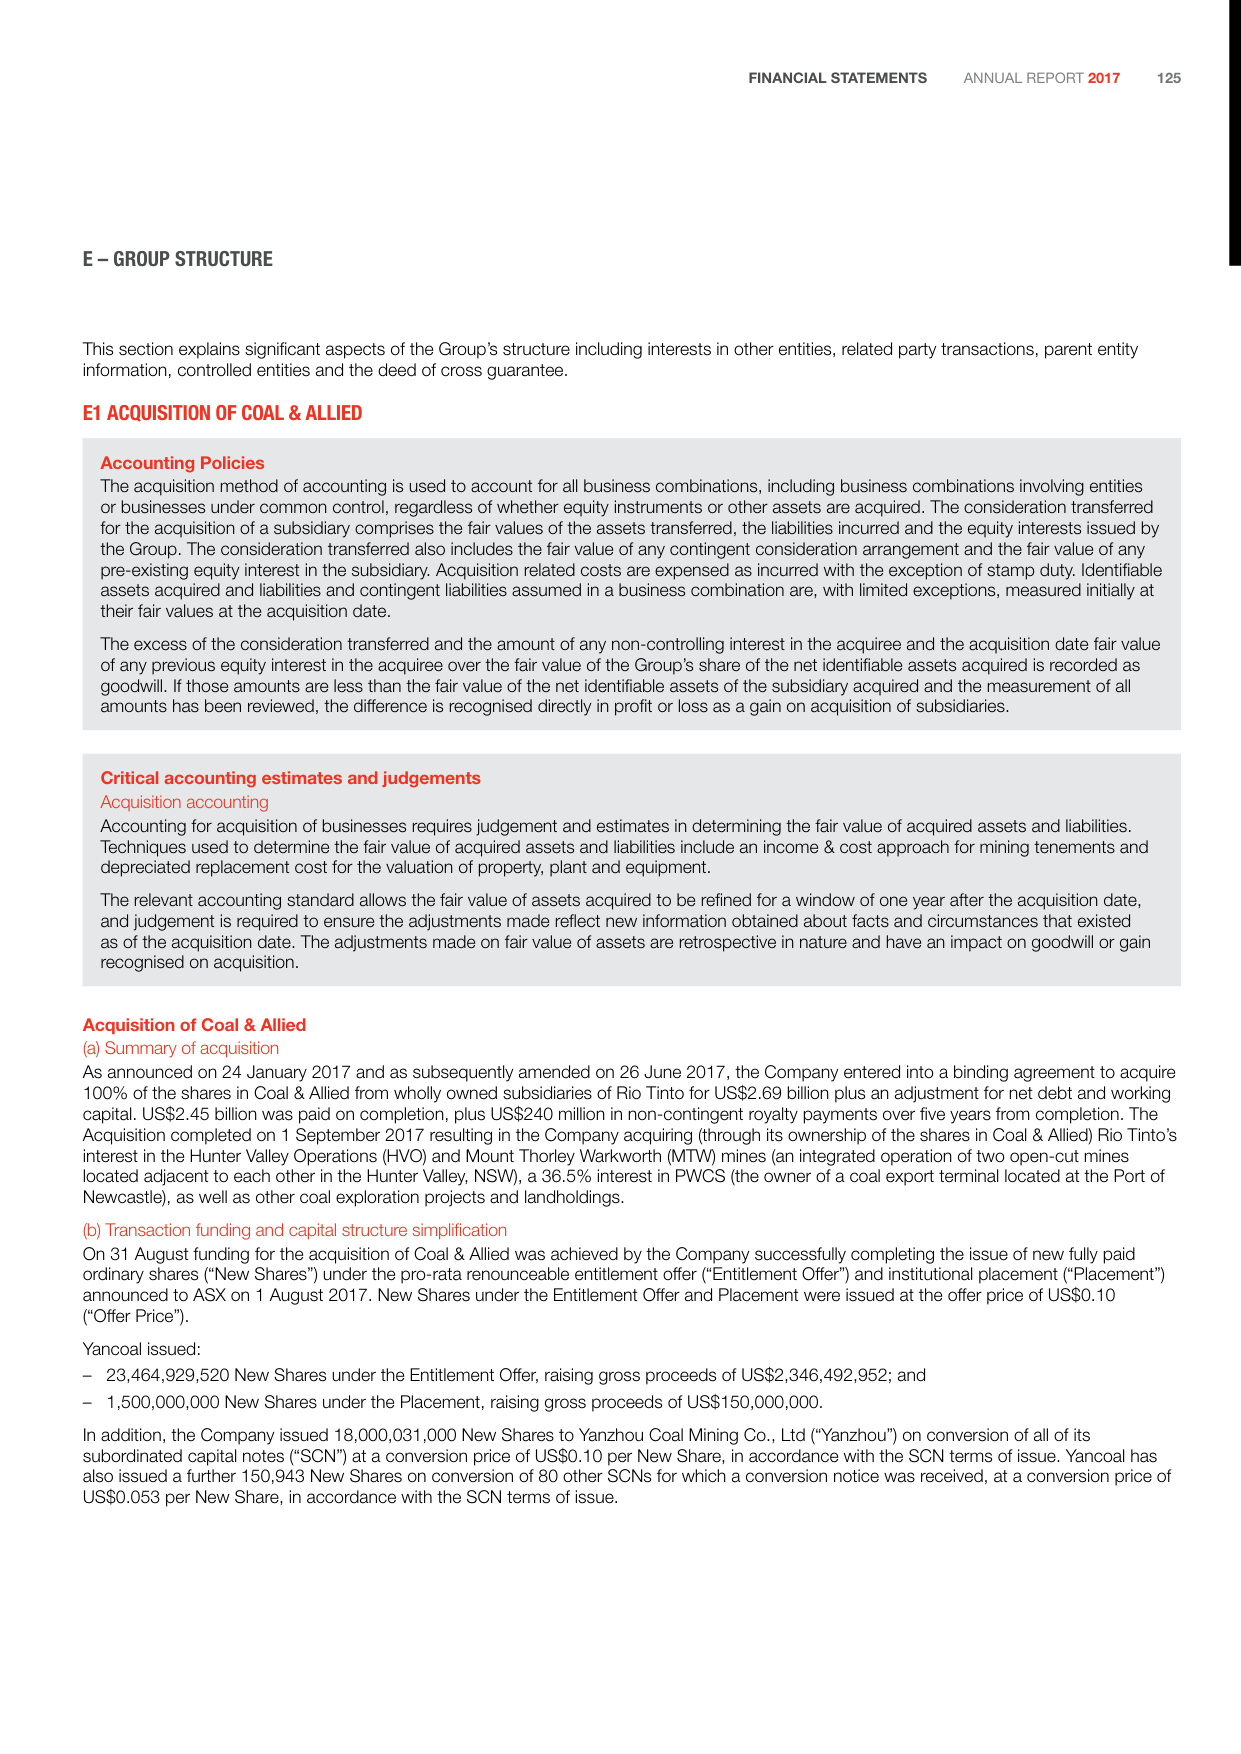 FINANCIAL STATEMENTS ANNUAL REPORT 2017 125
E – GROUP STRUCTURE
This section explains significant aspects of the Group’s structure including interests in other entities, related party transactions, parent entity
information, controlled entities and the deed of cross guarantee.
E1 ACQUISITION OF COAL & ALLIED
Accounting Policies
The acquisition method of accounting is used to account for all business combinations, including business combinations involving entities
or businesses under common control, regardless of whether equity instruments or other assets are acquired. The consideration transferred
for the acquisition of a subsidiary comprises the fair values of the assets transferred, the liabilities incurred and the equity interests issued by
the Group. The consideration transferred also includes the fair value of any contingent consideration arrangement and the fair value of any
pre-existing equity interest in the subsidiary. Acquisition related costs are expensed as incurred with the exception of stamp duty. Identifiable
assets acquired and liabilities and contingent liabilities assumed in a business combination are, with limited exceptions, measured initially at
their fair values at the acquisition date.
The excess of the consideration transferred and the amount of any non-controlling interest in the acquiree and the acquisition date fair value
of any previous equity interest in the acquiree over the fair value of the Group’s share of the net identifiable assets acquired is recorded as
goodwill. If those amounts are less than the fair value of the net identifiable assets of the subsidiary acquired and the measurement of all
amounts has been reviewed, the difference is recognised directly in profit or loss as a gain on acquisition of subsidiaries.
Critical accounting estimates and judgements
Acquisition accounting
Accounting for acquisition of businesses requires judgement and estimates in determining the fair value of acquired assets and liabilities.
Techniques used to determine the fair value of acquired assets and liabilities include an income & cost approach for mining tenements and
depreciated replacement cost for the valuation of property, plant and equipment.
The relevant accounting standard allows the fair value of assets acquired to be refined for a window of one year after the acquisition date,
and judgement is required to ensure the adjustments made reflect new information obtained about facts and circumstances that existed
as of the acquisition date. The adjustments made on fair value of assets are retrospective in nature and have an impact on goodwill or gain
recognised on acquisition.
Acquisition of Coal & Allied
(a) Summary of acquisition
As announced on 24 January 2017 and as subsequently amended on 26 June 2017, the Company entered into a binding agreement to acquire
100% of the shares in Coal & Allied from wholly owned subsidiaries of Rio Tinto for US$2.69 billion plus an adjustment for net debt and working
capital. US$2.45 billion was paid on completion, plus US$240 million in non-contingent royalty payments over five years from completion. The
Acquisition completed on 1 September 2017 resulting in the Company acquiring (through its ownership of the shares in Coal & Allied) Rio Tinto’s
interest in the Hunter Valley Operations (HVO) and Mount Thorley Warkworth (MTW) mines (an integrated operation of two open-cut mines
located adjacent to each other in the Hunter Valley, NSW), a 36.5% interest in PWCS (the owner of a coal export terminal located at the Port of
Newcastle), as well as other coal exploration projects and landholdings.
(b) Transaction funding and capital structure simplification
On 31 August funding for the acquisition of Coal & Allied was achieved by the Company successfully completing the issue of new fully paid
ordinary shares (“New Shares”) under the pro-rata renounceable entitlement offer (“Entitlement Offer”) and institutional placement (“Placement”)
announced to ASX on 1 August 2017. New Shares under the Entitlement Offer and Placement were issued at the offer price of US$0.10
(“Offer Price”).
Yancoal issued:
– 23,464,929,520 New Shares under the Entitlement Offer, raising gross proceeds of US$2,346,492,952; and
– 1,500,000,000 New Shares under the Placement, raising gross proceeds of US$150,000,000.
In addition, the Company issued 18,000,031,000 New Shares to Yanzhou Coal Mining Co., Ltd (“Yanzhou”) on conversion of all of its
subordinated capital notes (“SCN”) at a conversion price of US$0.10 per New Share, in accordance with the SCN terms of issue. Yancoal has
also issued a further 150,943 New Shares on conversion of 80 other SCNs for which a conversion notice was received, at a conversion price of
US$0.053 per New Share, in accordance with the SCN terms of issue.